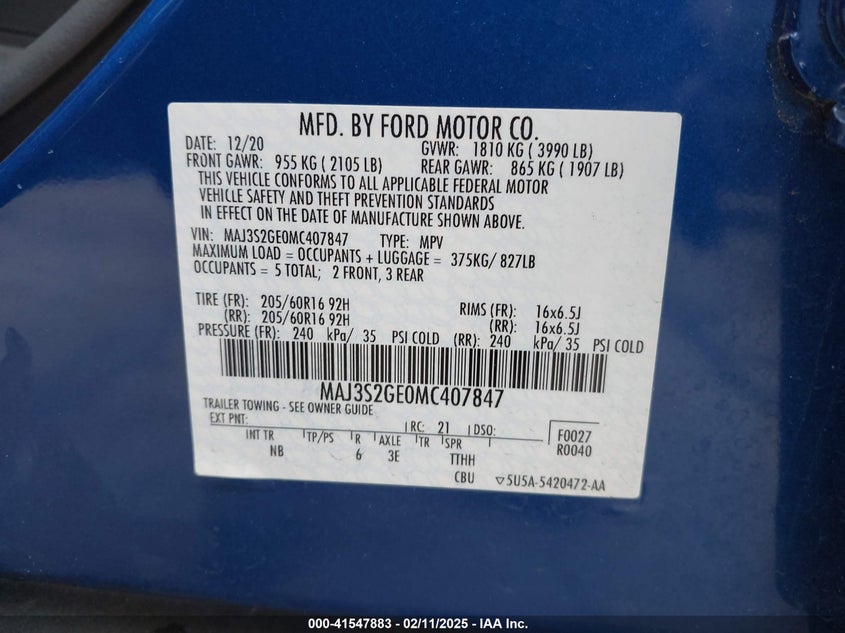 MFD. BY FORD MOTOR CO.
DATE: 12/20 GVWR: 1810 KG ( 3990 LB)
FRONT GAWR: 955 KG ( 2105 LB) REAR GAWR: 865 KG ( 1907 LB)
THIS VEHICLE CONFORMS TO ALL APPLICABLE FEDERAL MOTOR
VEHICLE SAFETY AND THEFT PREVENTION STANDARDS
IN EFFECT ON THE DATE OF MANUFACTURE SHOWN ABOVE.
VIN: MAJ3S2GE0MC407847 TYPE: MPV
MAXIMUM LOAD = OCCUPANTS + LUGGAGE = 375KG/ 827LB
OCCUPANTS = 5 TOTAL; 2 FRONT, 3 REAR
TIRE (FR): 205/60R16 92H RIMS (FR): 16x6.5J
(RR): 205/60R16 92H (RR): 16x6.5J
PRESSURE (FR): 240 kPa/ 35 PSI COLD (RR): 240 kPa/ 35 PSI COLD
MAJ3S2GE0MC407847
TRAILER TOWING - SEE OWNER GUIDE
EXT PNT: RC: 21 DSO: F0027
INT TR TP/PS R AXLE TR SPR R0040
NB 6 3E TTHH
CBU 5U5A-5420472-AA
000-41547883 - 02/11/2025 - IAA Inc.